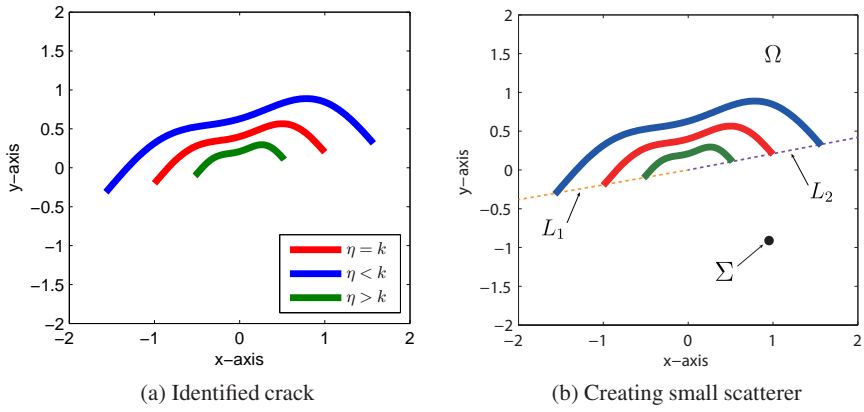 2
1.5
1
0.5
0
−0.5
−1
−1.5
−2
y−axis
−2 −1 0 1 2
x−axis
η = k
η < k
η > k
(a) Identified crack
2
1.5
1
0.5
0
−0.5
−1
−1.5
−2
y−axis
−2 −1 0 1 2
x−axis
Ω
L₁
L₂
Σ
(b) Creating small scatterer